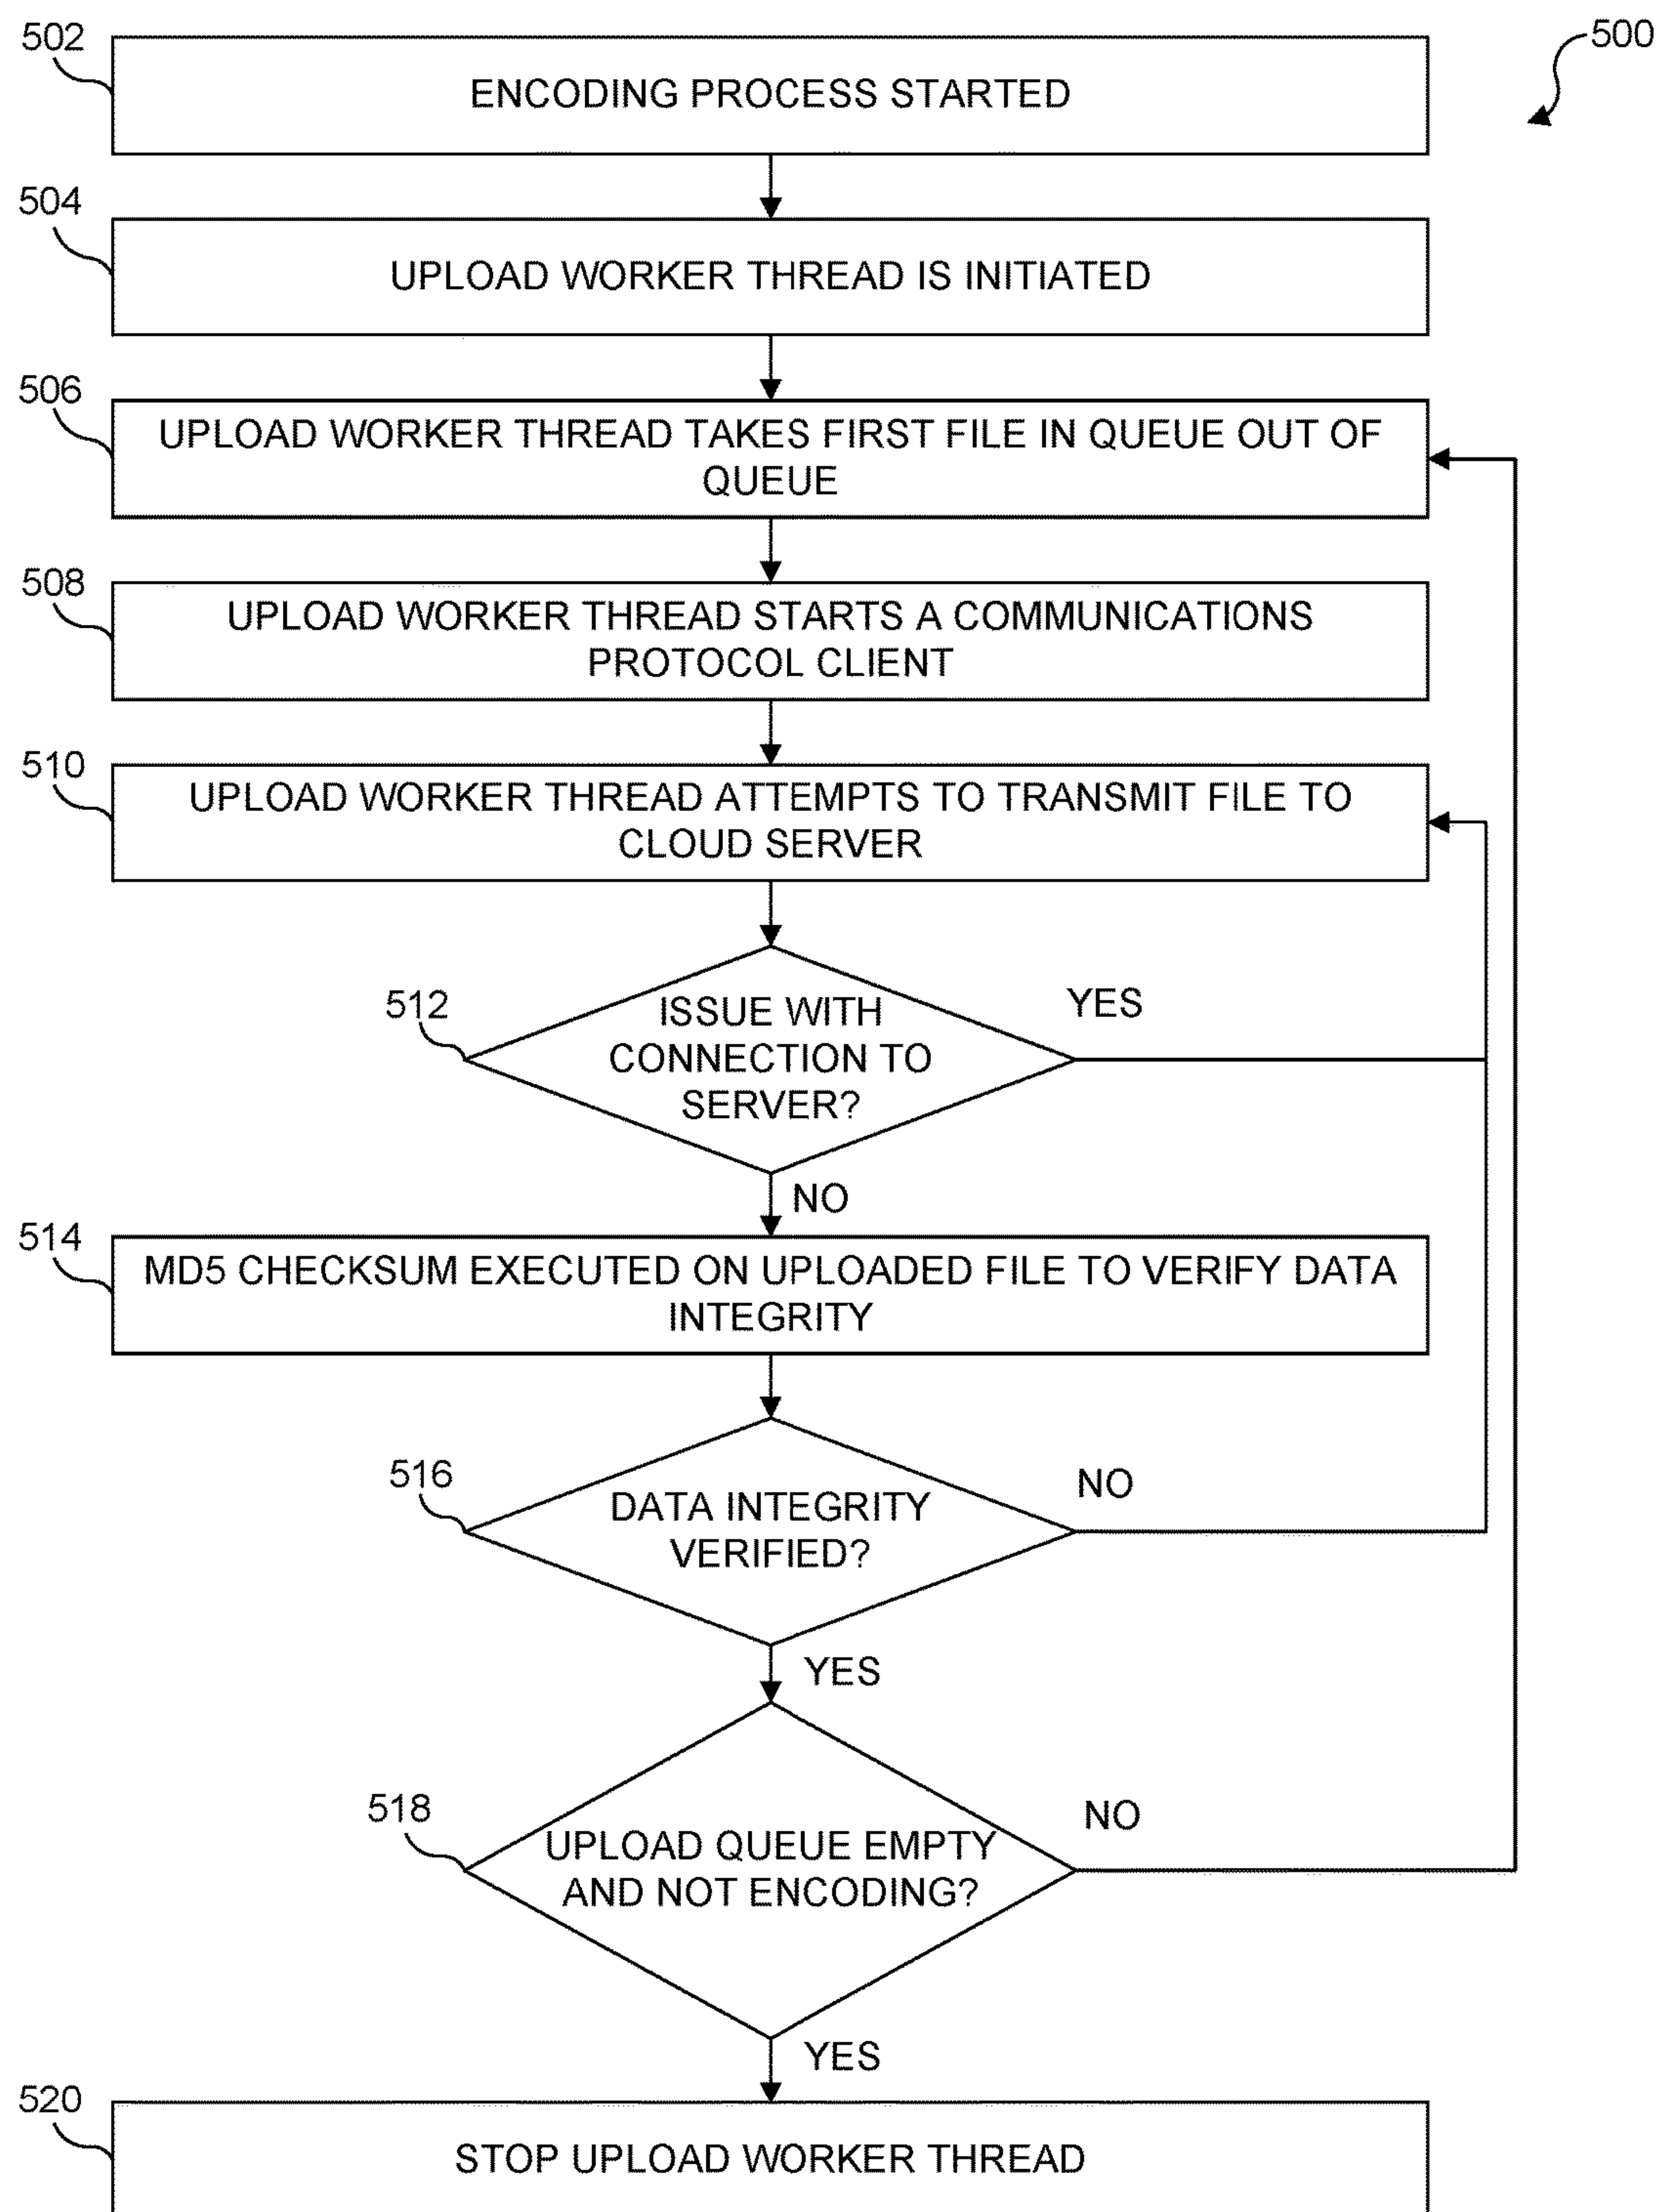 502
500
ENCODING PROCESS STARTED
504
UPLOAD WORKER THREAD IS INITIATED
506
UPLOAD WORKER THREAD TAKES FIRST FILE IN QUEUE OUT OF
QUEUE
508
UPLOAD WORKER THREAD STARTS A COMMUNICATIONS
PROTOCOL CLIENT
510
UPLOAD WORKER THREAD ATTEMPTS TO TRANSMIT FILE TO
CLOUD SERVER
512
ISSUE WITH
CONNECTION TO
SERVER?
YES
NO
514
MD5 CHECKSUM EXECUTED ON UPLOADED FILE TO VERIFY DATA
INTEGRITY
516
DATA INTEGRITY
VERIFIED?
NO
YES
518
UPLOAD QUEUE EMPTY
AND NOT ENCODING?
NO
YES
520
STOP UPLOAD WORKER THREAD